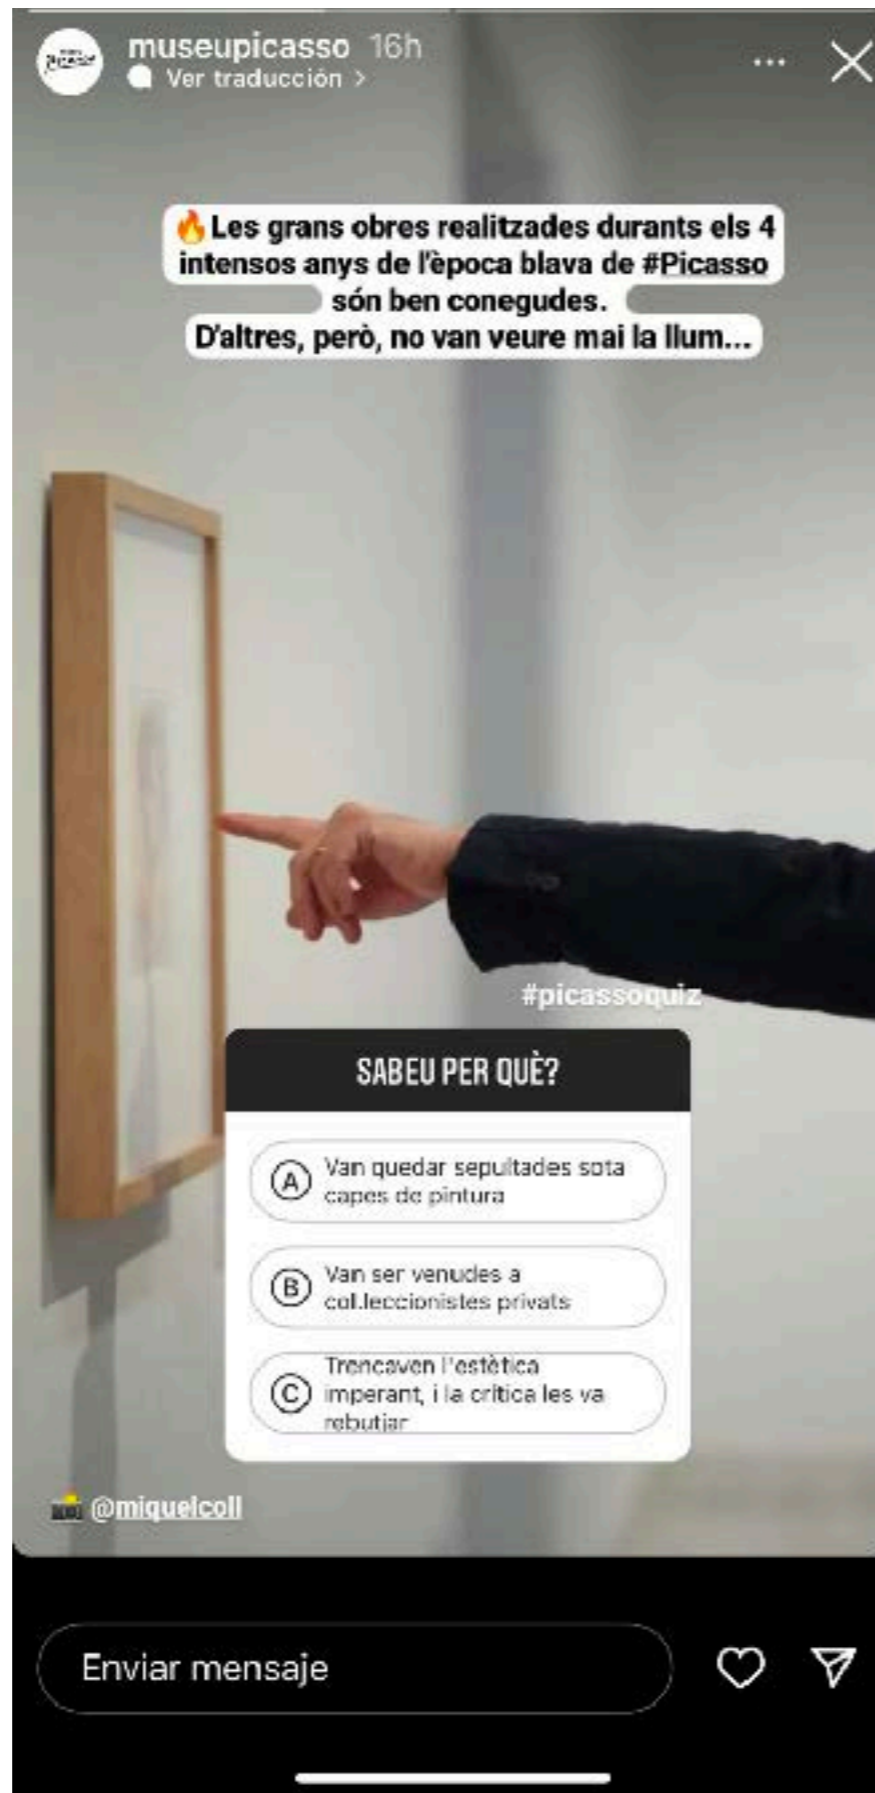 museupicasso 16h
Ver traducción >
🔥Les grans obres realitzades durants els 4
intensos anys de l'època blava de #Picasso
són ben conegudes.
D'altres, però, no van veure mai la llum...
#picassoquiz
SABEU PER QUÈ?
A Van quedar sepultades sota
capes de pintura
B Van ser venudes a
col.leccionistes privats
C Trencaven l'estètica
imperant, i la crítica les va
rebutjar
📸 @miquelcoll
Enviar mensaje